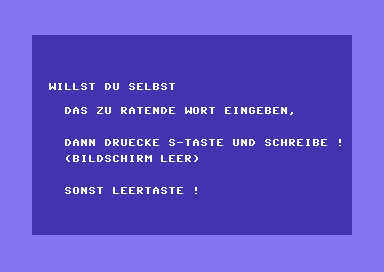 WILLST DU SELBST
DAS ZU RATENDE WORT EINGEBEN,
DANN DRUECKE S-TASTE UND SCHREIBE !
(BILDSCHIRM LEER)
SONST LEERTASTE !